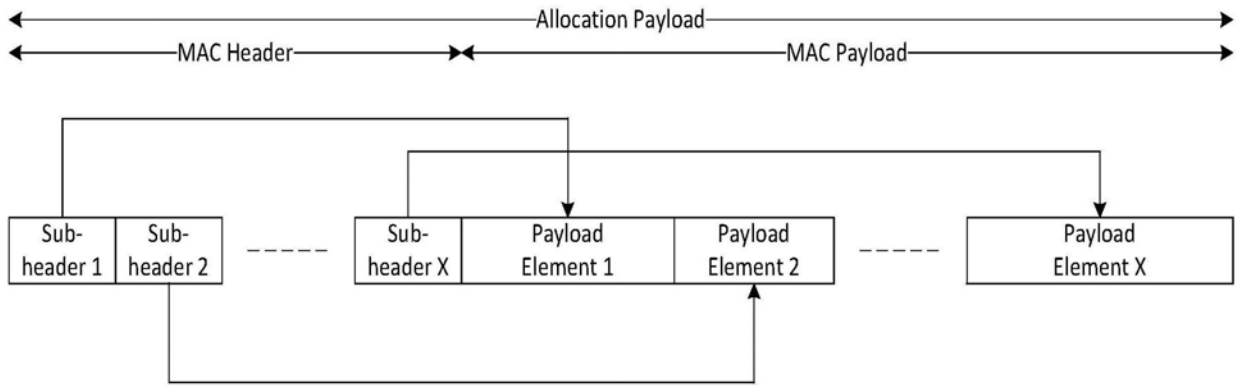 Allocation Payload
MAC Header
MAC Payload
Sub-
header 1
Sub-
header 2
Sub-
header X
Payload
Element 1
Payload
Element 2
Payload
Element X